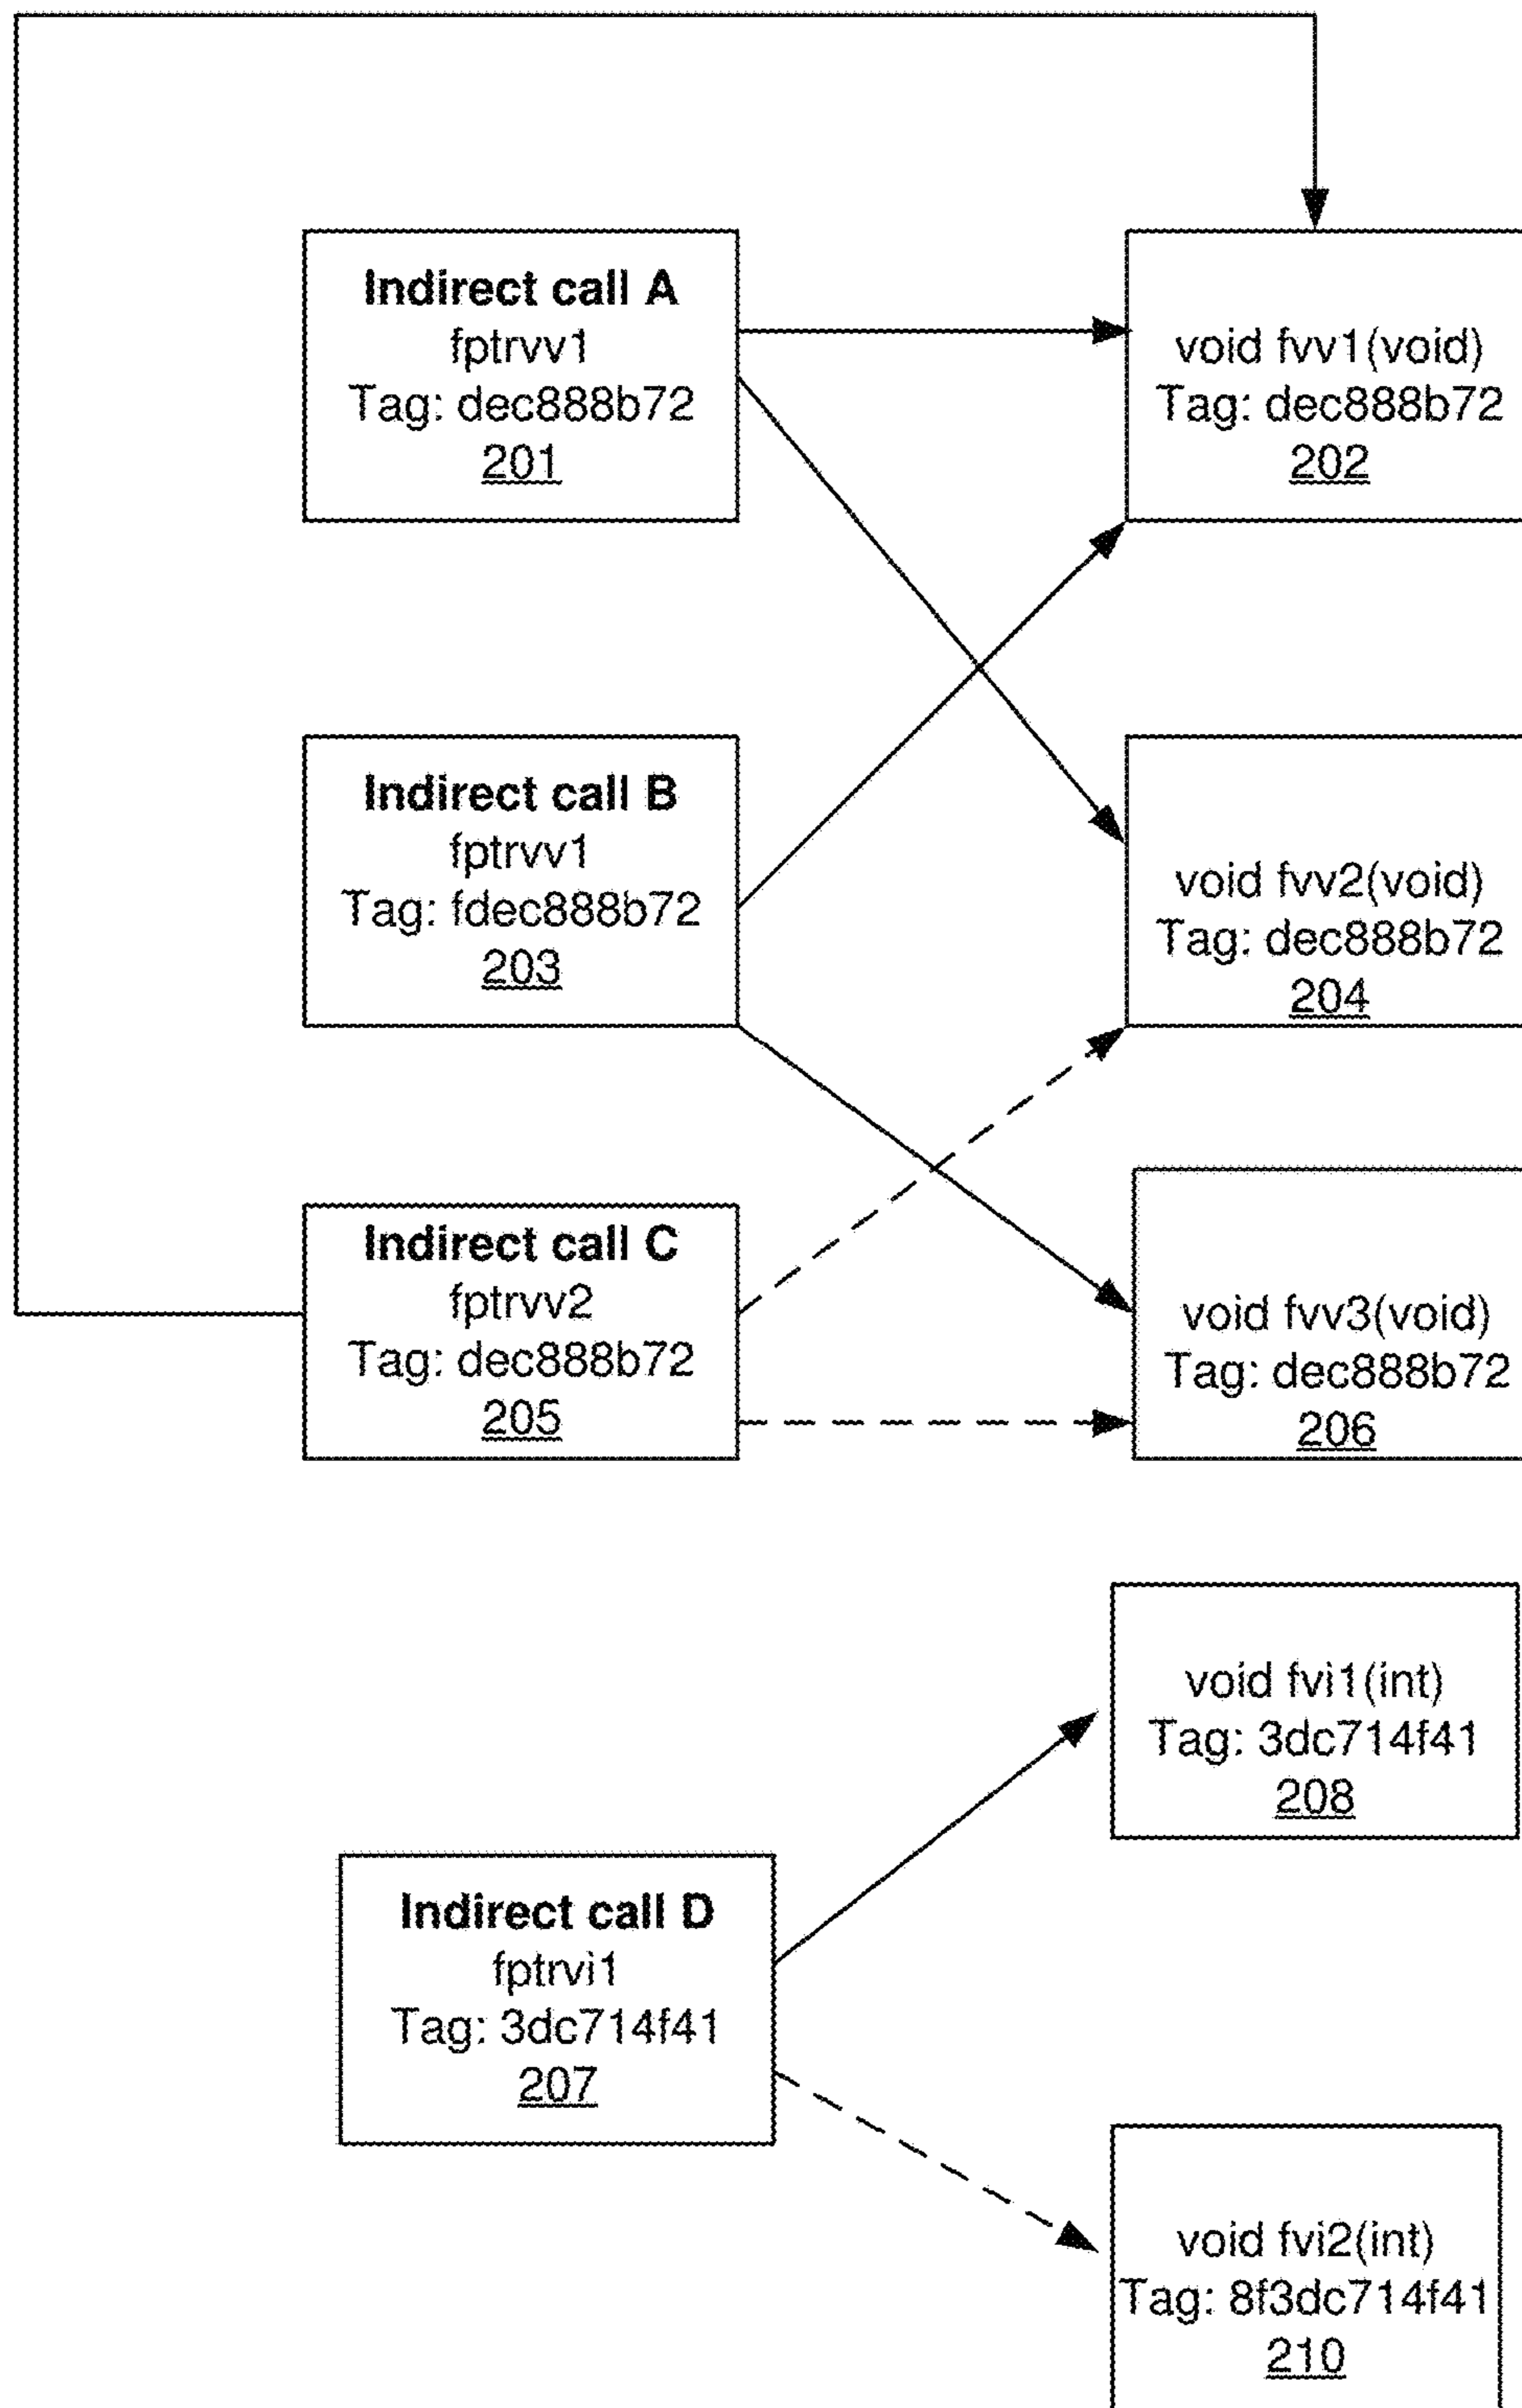 Indirect call A
fptrvv1
Tag: dec888b72
201
void fvv1(void)
Tag: dec888b72
202
Indirect call B
fptrvv1
Tag: fdec888b72
203
void fvv2(void)
Tag: dec888b72
204
Indirect call C
fptrvv2
Tag: dec888b72
205
void fvv3(void)
Tag: dec888b72
206
void fvi1(int)
Tag: 3dc714f41
208
Indirect call D
fptrvi1
Tag: 3dc714f41
207
void fvi2(int)
Tag: 8f3dc714f41
210